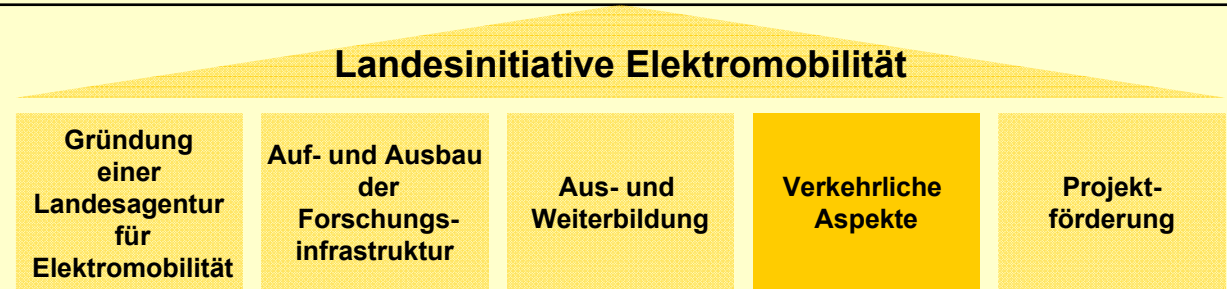 Landesinitiative Elektromobilität
Gründung
einer
Landesagentur
für
Elektromobilität
Auf- und Ausbau
der
Forschungs-
infrastruktur
Aus- und
Weiterbildung
Verkehrliche
Aspekte
Projekt-
förderung